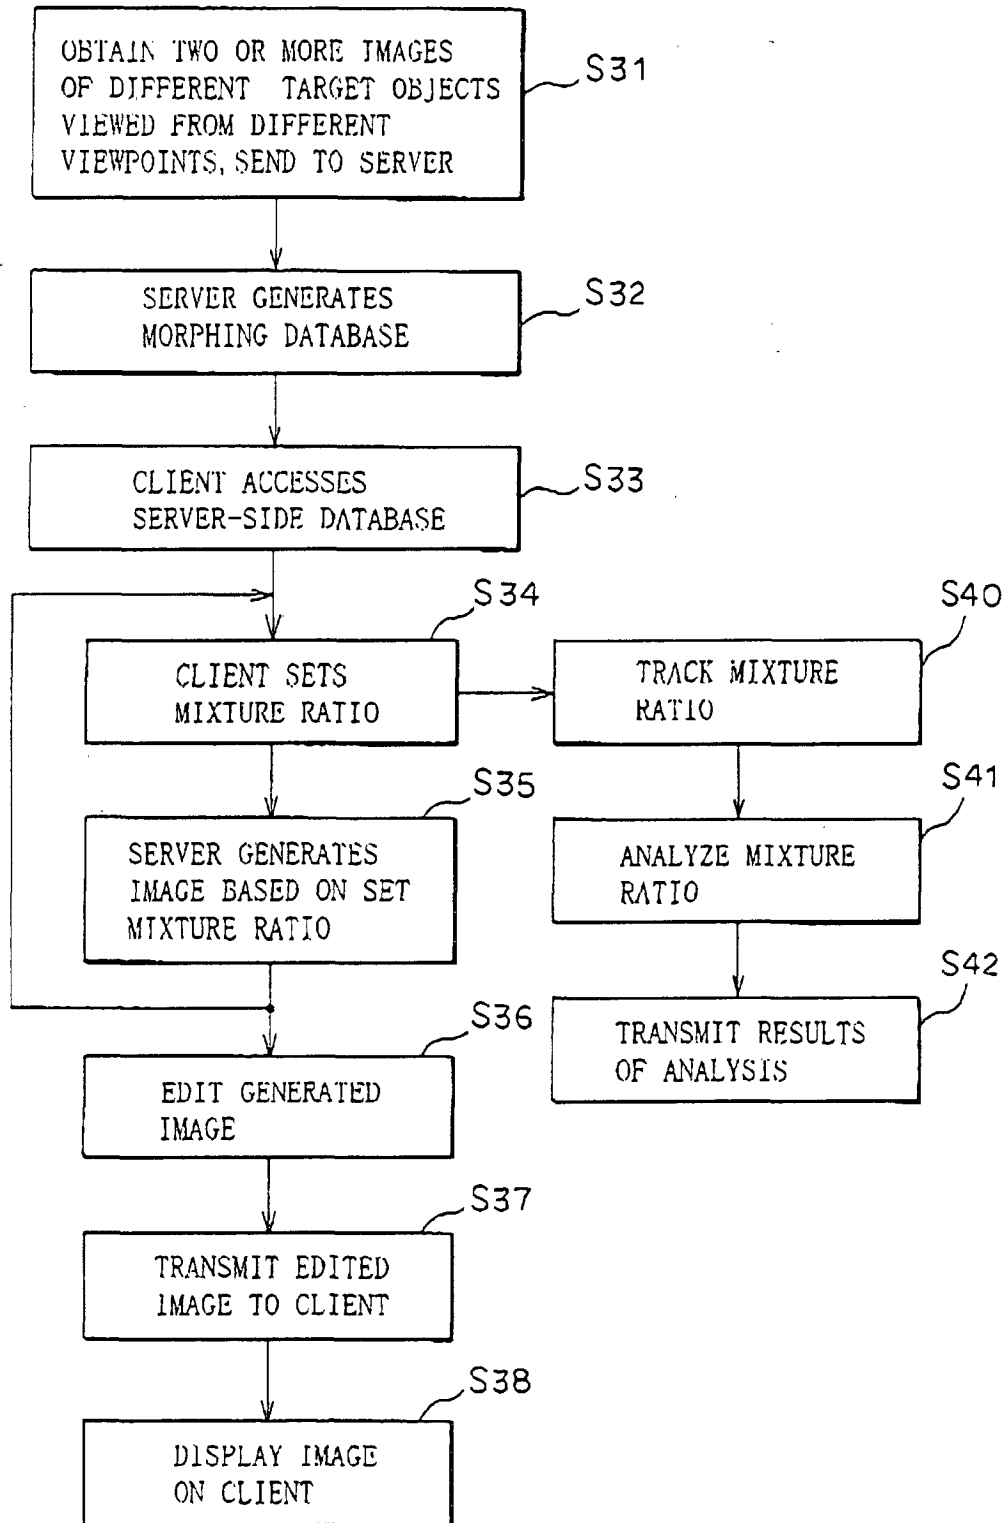 OBTAIN TWO OR MORE IMAGES
OF DIFFERENT TARGET OBJECTS
VIEWED FROM DIFFERENT
VIEWPOINTS, SEND TO SERVER
S31
SERVER GENERATES
MORPHING DATABASE
S32
CLIENT ACCESSES
SERVER-SIDE DATABASE
S33
CLIENT SETS
MIXTURE RATIO
S34
TRACK MIXTURE
RATIO
S40
SERVER GENERATES
IMAGE BASED ON SET
MIXTURE RATIO
S35
ANALYZE MIXTURE
RATIO
S41
EDIT GENERATED
IMAGE
S36
TRANSMIT RESULTS
OF ANALYSIS
S42
TRANSMIT EDITED
IMAGE TO CLIENT
S37
DISPLAY IMAGE
ON CLIENT
S38